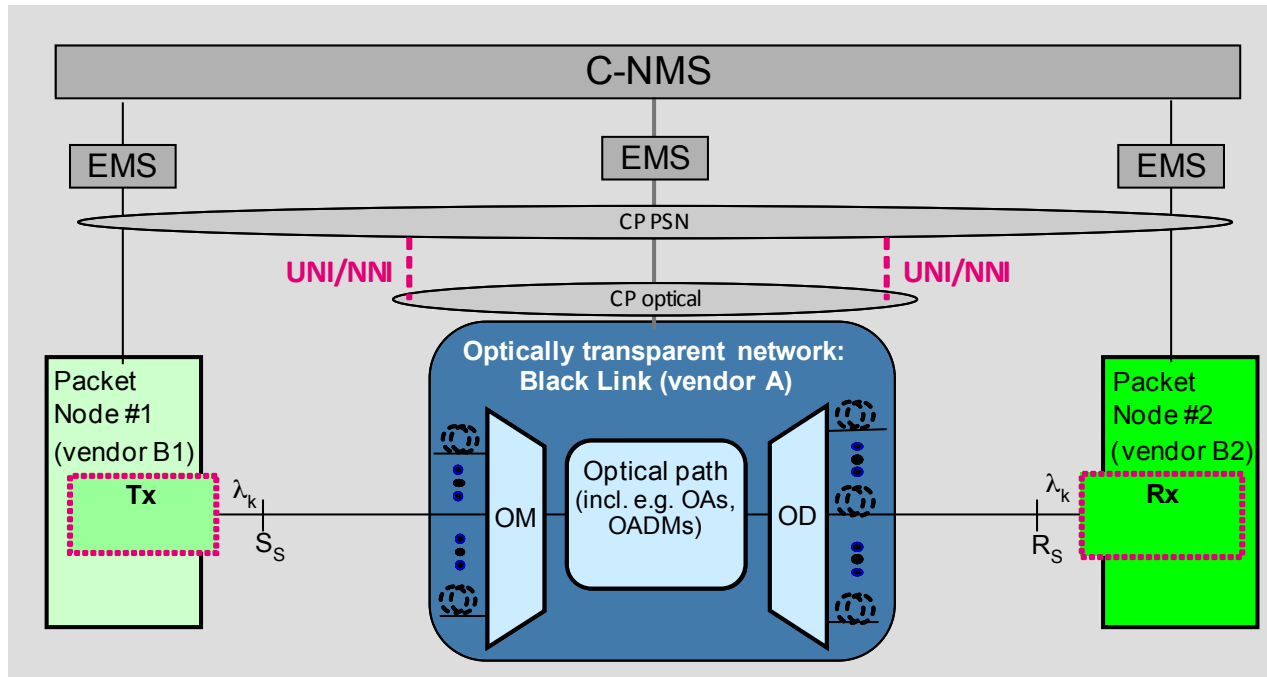 C-NMS
EMS
EMS
EMS
CP PSN
UNI/NNI
UNI/NNI
CP optical
Optically transparent network:
Black Link (vendor A)
Packet
Node #1
(vendor B1)
Tx
λk
SS
OM
Optical path
(incl. e.g. OAs,
OADMs)
OD
RS
λk
Packet
Node #2
(vendor B2)
Rx